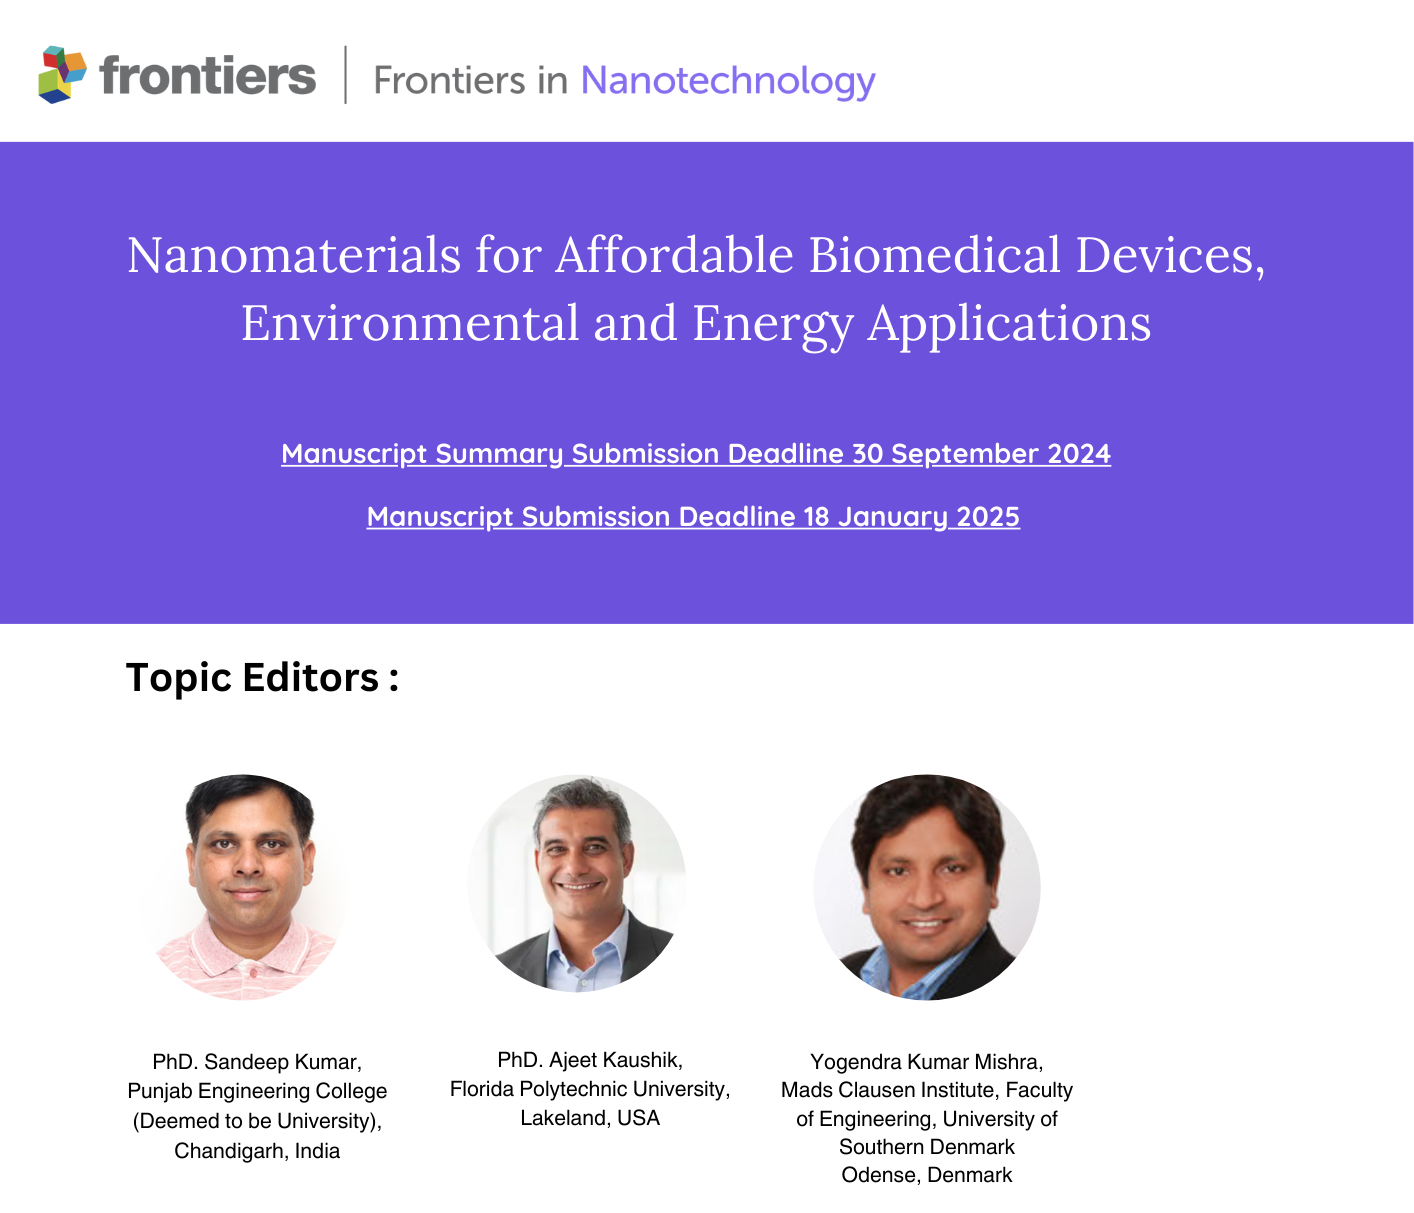 frontiers
Frontiers in Nanotechnology
Nanomaterials for Affordable Biomedical Devices,
Environmental and Energy Applications
Manuscript Summary Submission Deadline 30 September 2024
Manuscript Submission Deadline 18 January 2025
Topic Editors :
PhD. Sandeep Kumar,
Punjab Engineering College
(Deemed to be University),
Chandigarh, India
PhD. Ajeet Kaushik,
Florida Polytechnic University,
Lakeland, USA
Yogendra Kumar Mishra,
Mads Clausen Institute, Faculty
of Engineering, University of
Southern Denmark
Odense, Denmark